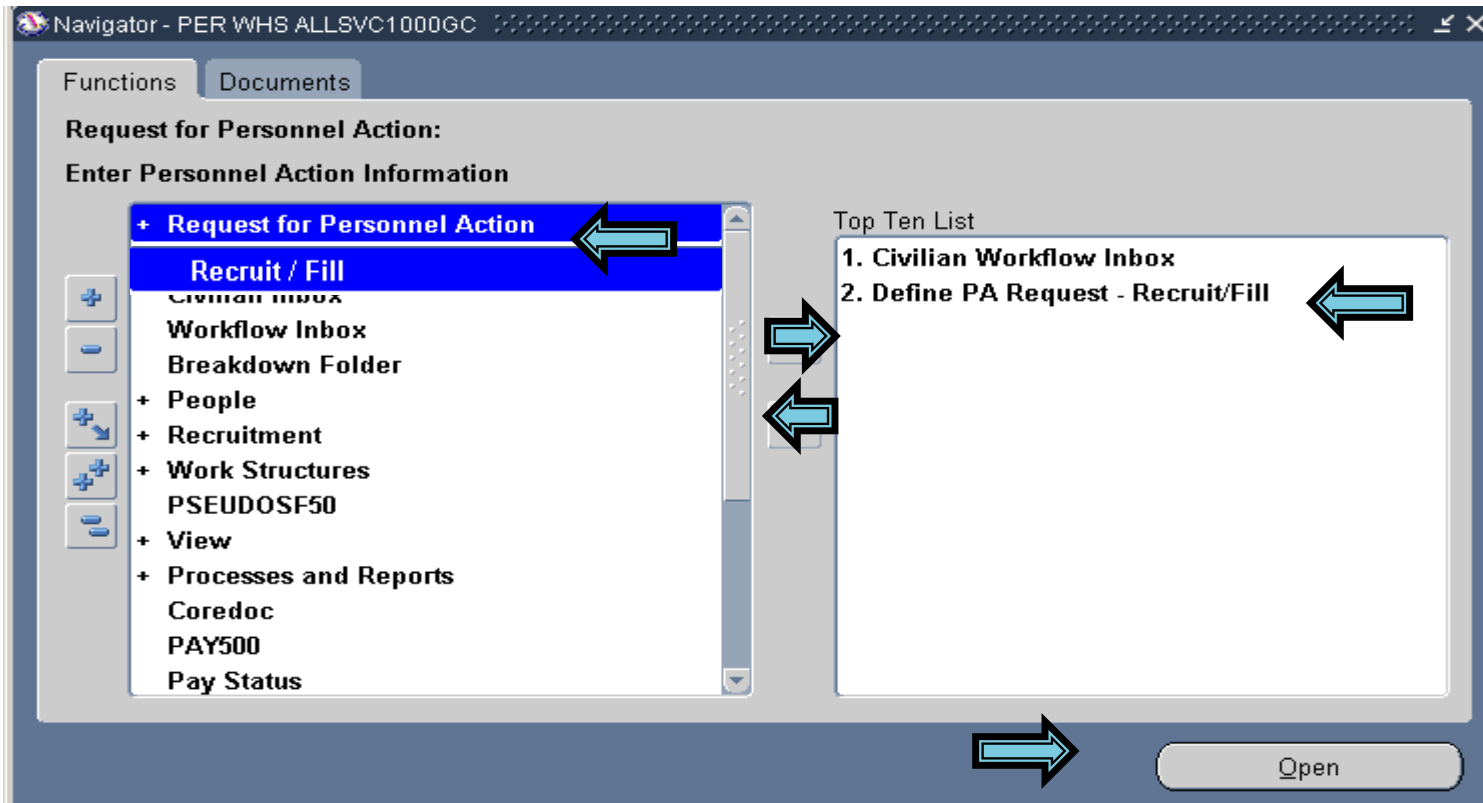 Navigator - PER WHS ALLSVC1000GC
Functions
Documents
Request for Personnel Action:
Enter Personnel Action Information
+ Request for Personnel Action
Recruit / Fill
Civilian Inbox
Workflow Inbox
Breakdown Folder
+ People
+ Recruitment
+ Work Structures
PSEUDOSF50
+ View
+ Processes and Reports
Coredoc
PAY500
Pay Status
Top Ten List
1. Civilian Workflow Inbox
2. Define PA Request - Recruit/Fill
Open